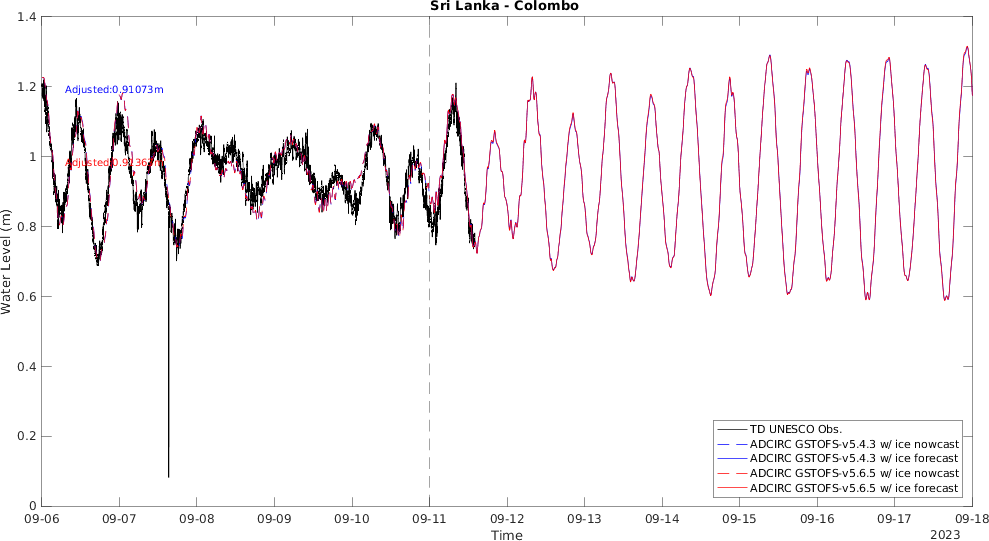 Sri Lanka - Colombo
1.4
1.2
1
0.8
0.6
0.4
0.2
0
Water Level (m)
Adjusted:0.91073m
TD UNESCO Obs.
ADCIRC GSTOFS-v5.4.3 w/ ice nowcast
ADCIRC GSTOFS-v5.4.3 w/ ice forecast
ADCIRC GSTOFS-v5.6.5 w/ ice nowcast
ADCIRC GSTOFS-v5.6.5 w/ ice forecast
09-06 09-07 09-08 09-09 09-10 09-11 09-12 09-13 09-14 09-15 09-16 09-17 09-18
Time
2023